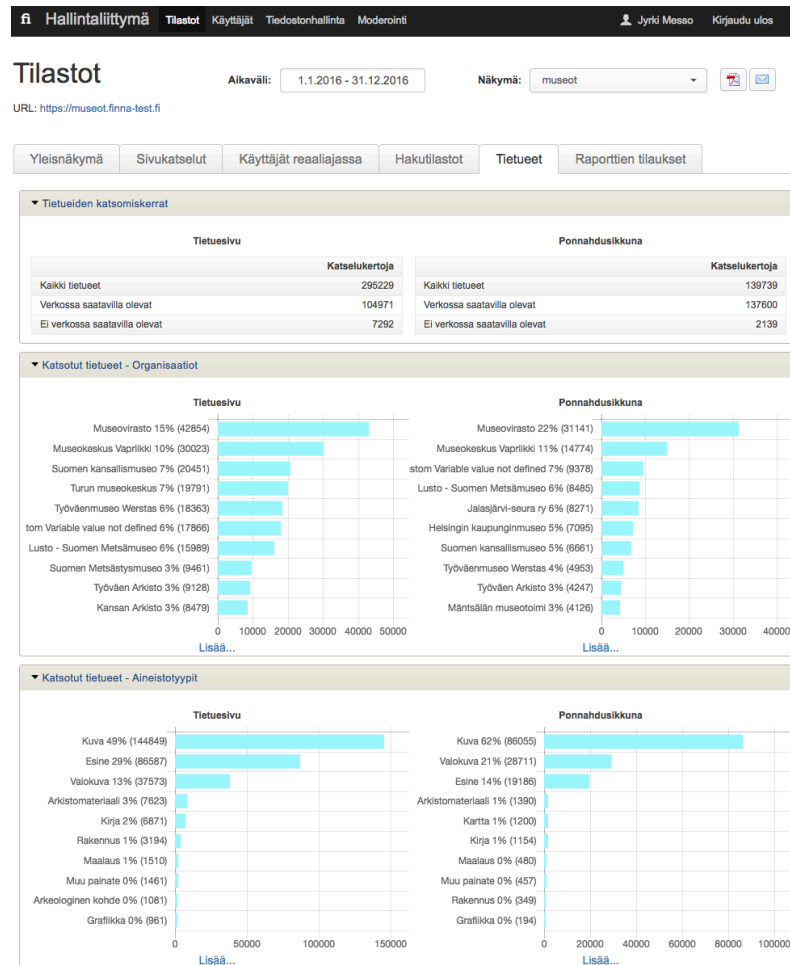 fi Hallintaliittymä Tilastot Käyttäjät Tiedostonhallinta Moderointi Jyrki Messo Kirjaudu ulos
Tilastot
Aikaväli: 1.1.2016 - 31.12.2016 Näkymä: museot
URL: https://museot.finna-test.fi
Yleisnäkymä Sivukatselut Käyttäjät reaaliajassa Hakutilastot Tietueet Raporttien tilaukset
Tietueiden katsomiskerrat
Tietuesivu
Katselukertoja
Kaikki tietueet 295229
Verkossa saatavilla olevat 104971
Ei verkossa saatavilla olevat 7292
Ponnahdusikkuna
Katselukertoja
Kaikki tietueet 139739
Verkossa saatavilla olevat 137600
Ei verkossa saatavilla olevat 2139
Katsotut tietueet - Organisaatiot
Tietuesivu
Museovirasto 15% (42854)
Museokeskus Vapriikki 10% (30023)
Suomen kansallismuseo 7% (20451)
Turun museokeskus 7% (19791)
Työväenmuseo Werstas 6% (18363)
tom Variable value not defined 6% (17866)
Lusto - Suomen Metsämuseo 6% (15989)
Suomen Metsästysmuseo 3% (9461)
Työväen Arkisto 3% (9128)
Kansan Arkisto 3% (8479)
0 10000 20000 30000 40000 50000
Lisää...
Ponnahdusikkuna
Museovirasto 22% (31141)
Museokeskus Vapriikki 11% (14774)
stom Variable value not defined 7% (9378)
Lusto - Suomen Metsämuseo 6% (8485)
Jalasjärvi-seura ry 6% (8271)
Helsingin kaupunginmuseo 5% (7095)
Suomen kansallismuseo 5% (6661)
Työväenmuseo Werstas 4% (4953)
Työväen Arkisto 3% (4247)
Mäntsälän museotoimi 3% (4126)
0 10000 20000 30000 40000
Lisää...
Katsotut tietueet - Aineistotyypit
Tietuesivu
Kuva 49% (144849)
Esine 29% (86587)
Valokuva 13% (37573)
Arkistomateriaali 3% (7623)
Kirja 2% (6871)
Rakennus 1% (3194)
Maalaus 1% (1510)
Muu painate 0% (1461)
Arkeologinen kohde 0% (1081)
Grafiikka 0% (961)
0 50000 100000 150000
Lisää...
Ponnahdusikkuna
Kuva 62% (86055)
Valokuva 21% (28711)
Esine 14% (19186)
Arkistomateriaali 1% (1390)
Kartta 1% (1200)
Kirja 1% (1154)
Maalaus 0% (480)
Muu painate 0% (457)
Rakennus 0% (349)
Grafiikka 0% (194)
0 20000 40000 60000 80000 100000
Lisää...